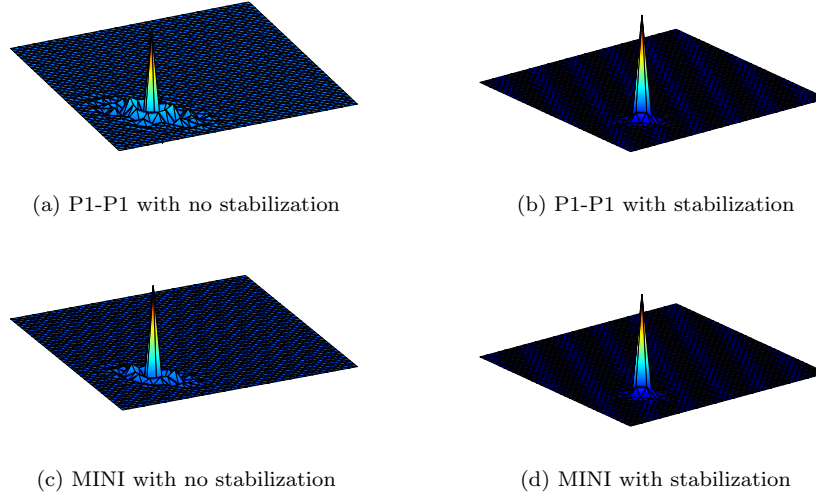 (a) P1-P1 with no stabilization
(b) P1-P1 with stabilization
(c) MINI with no stabilization
(d) MINI with stabilization